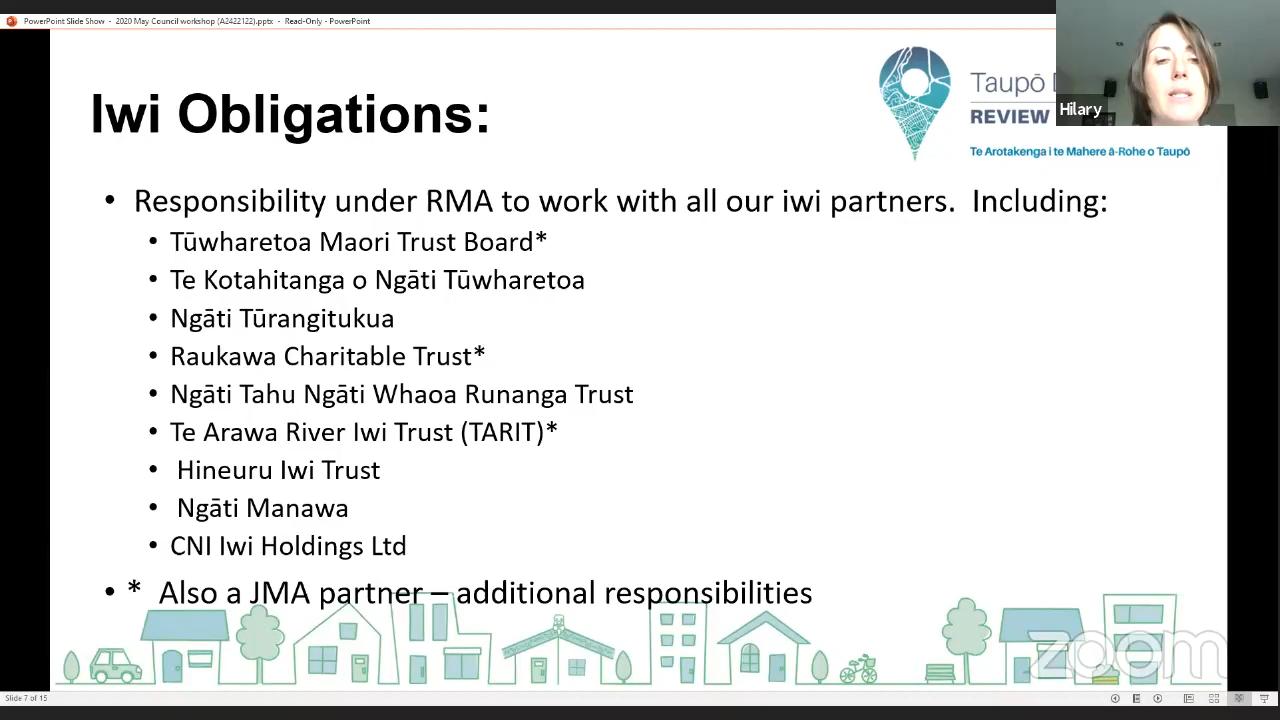 PowerPoint Slide Show - 2020 May Council workshop (A2422122).pptx - Read-Only - PowerPoint
Iwi Obligations:
Taupō
REVIEW
Te Arotakenga i te Mahere ā-Rohe o Taupō
Hilary
• Responsibility under RMA to work with all our iwi partners. Including:
• Tūwharetoa Maori Trust Board*
• Te Kotahitanga o Ngāti Tūwharetoa
• Ngāti Tūrangitukua
• Raukawa Charitable Trust*
• Ngāti Tahu Ngāti Whaoa Runanga Trust
• Te Arawa River Iwi Trust (TARIT)*
• Hineuru Iwi Trust
• Ngāti Manawa
• CNI Iwi Holdings Ltd
• * Also a JMA partner – additional responsibilities
zoom
Slide 7 of 15